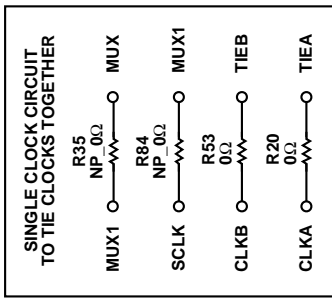 SINGLE CLOCK CIRCUIT
TO TIE CLOCKS TOGETHER
R35
NP_0Ω
MUX1 MUX
R84
NP_0Ω
SCLK MUX1
R53
0Ω
CLKB TIEB
R20
0Ω
CLKA TIEA